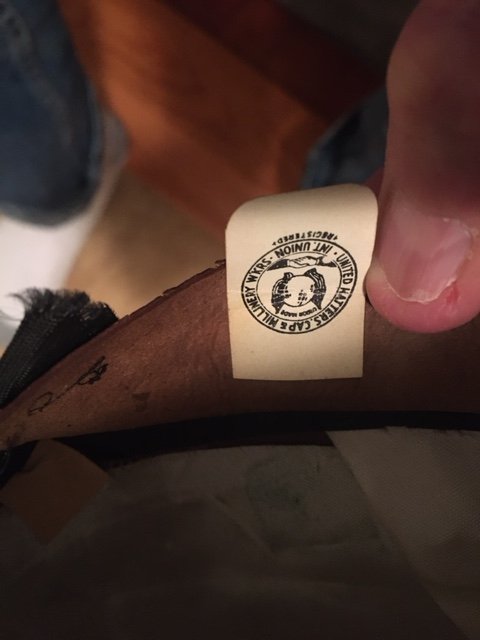 UNITED HATTERS, CAP & MILLINERY WKRS. INT. UNION
UNION MADE
•REGISTERED•